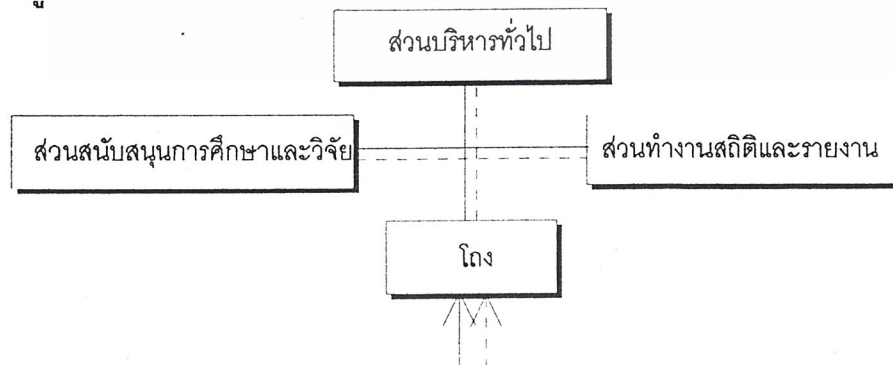 ส่วนบริหารทั่วไป
ส่วนสนับสนุนการศึกษาและวิจัย
ส่วนทำงานสถิติและรายงาน
โถง